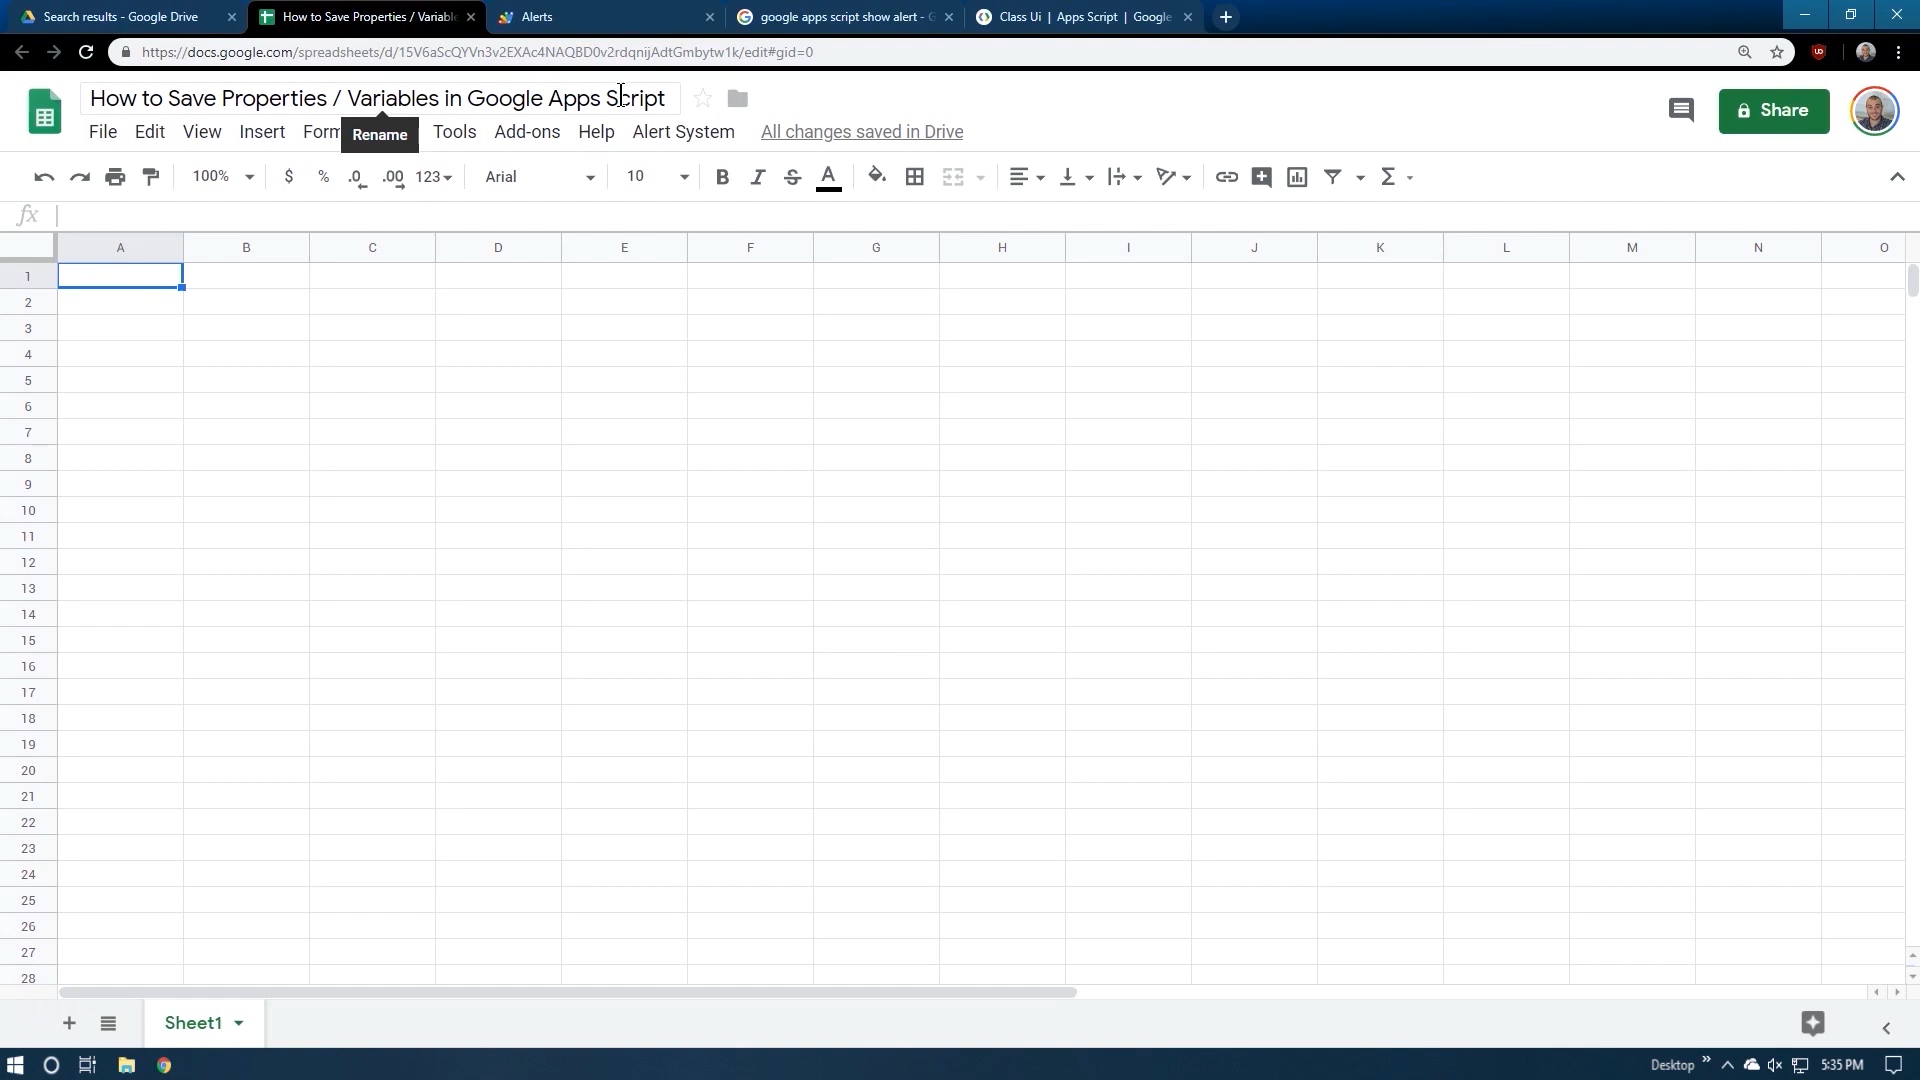 Search results - Google Drive
How to Save Properties / Variabl
Alerts
google apps script show alert - G
Class Ui | Apps Script | Google
https://docs.google.com/spreadsheets/d/15V6aScQYVn3v2EXAc4NAQBD0v2rdqnijAdtGmbytw1k/edit#gid=0
How to Save Properties / Variables in Google Apps Script
Share
File Edit View Insert Form Tools Add-ons Help Alert System All changes saved in Drive
Rename
100% $ % .0 .00 123 Arial 10 B I S A Σ
fx
A B C D E F G H I J K L M N O
1
2
3
4
5
6
7
8
9
10
11
12
13
14
15
16
17
18
19
20
21
22
23
24
25
26
27
28
Sheet1
Desktop 5:35 PM